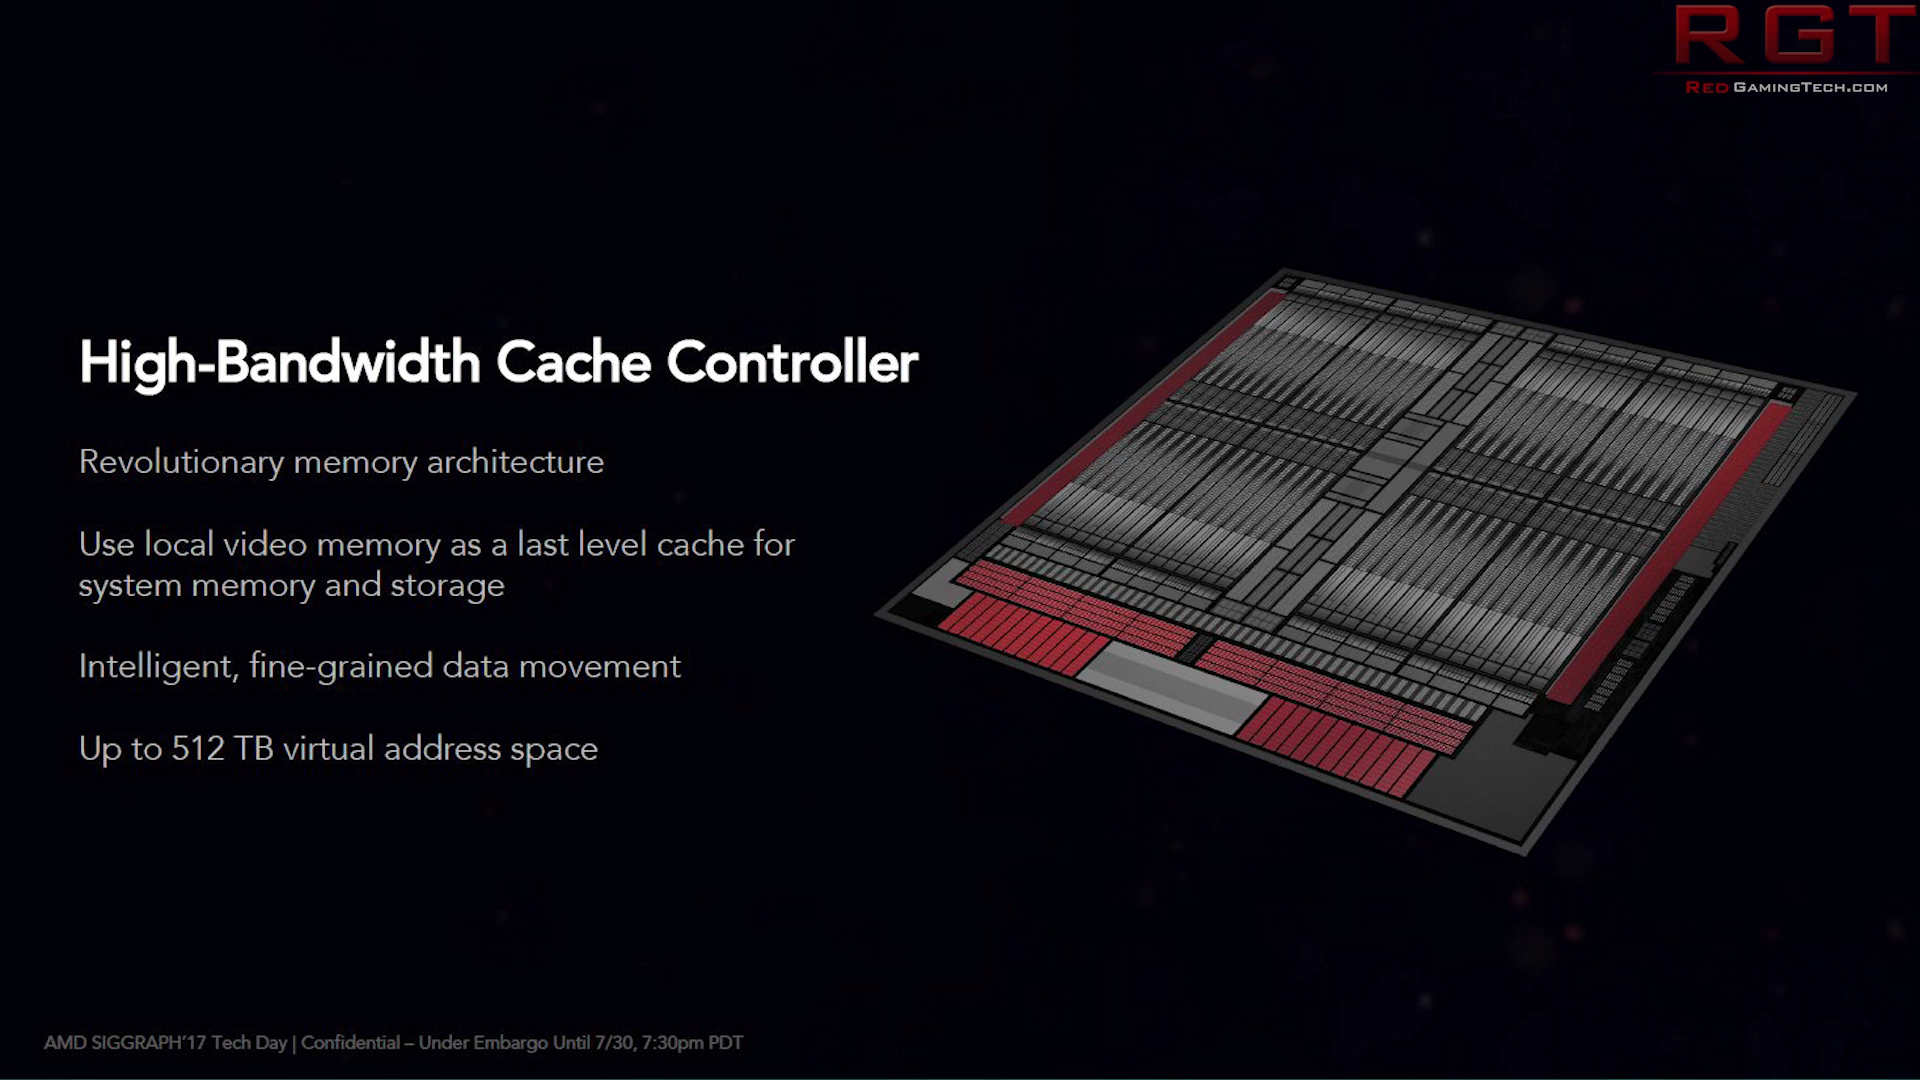 RGT
RED GAMINGTECH.COM
High-Bandwidth Cache Controller
Revolutionary memory architecture
Use local video memory as a last level cache for
system memory and storage
Intelligent, fine-grained data movement
Up to 512 TB virtual address space
AMD SIGGRAPH'17 Tech Day | Confidential – Under Embargo Until 7/30, 7:30pm PDT